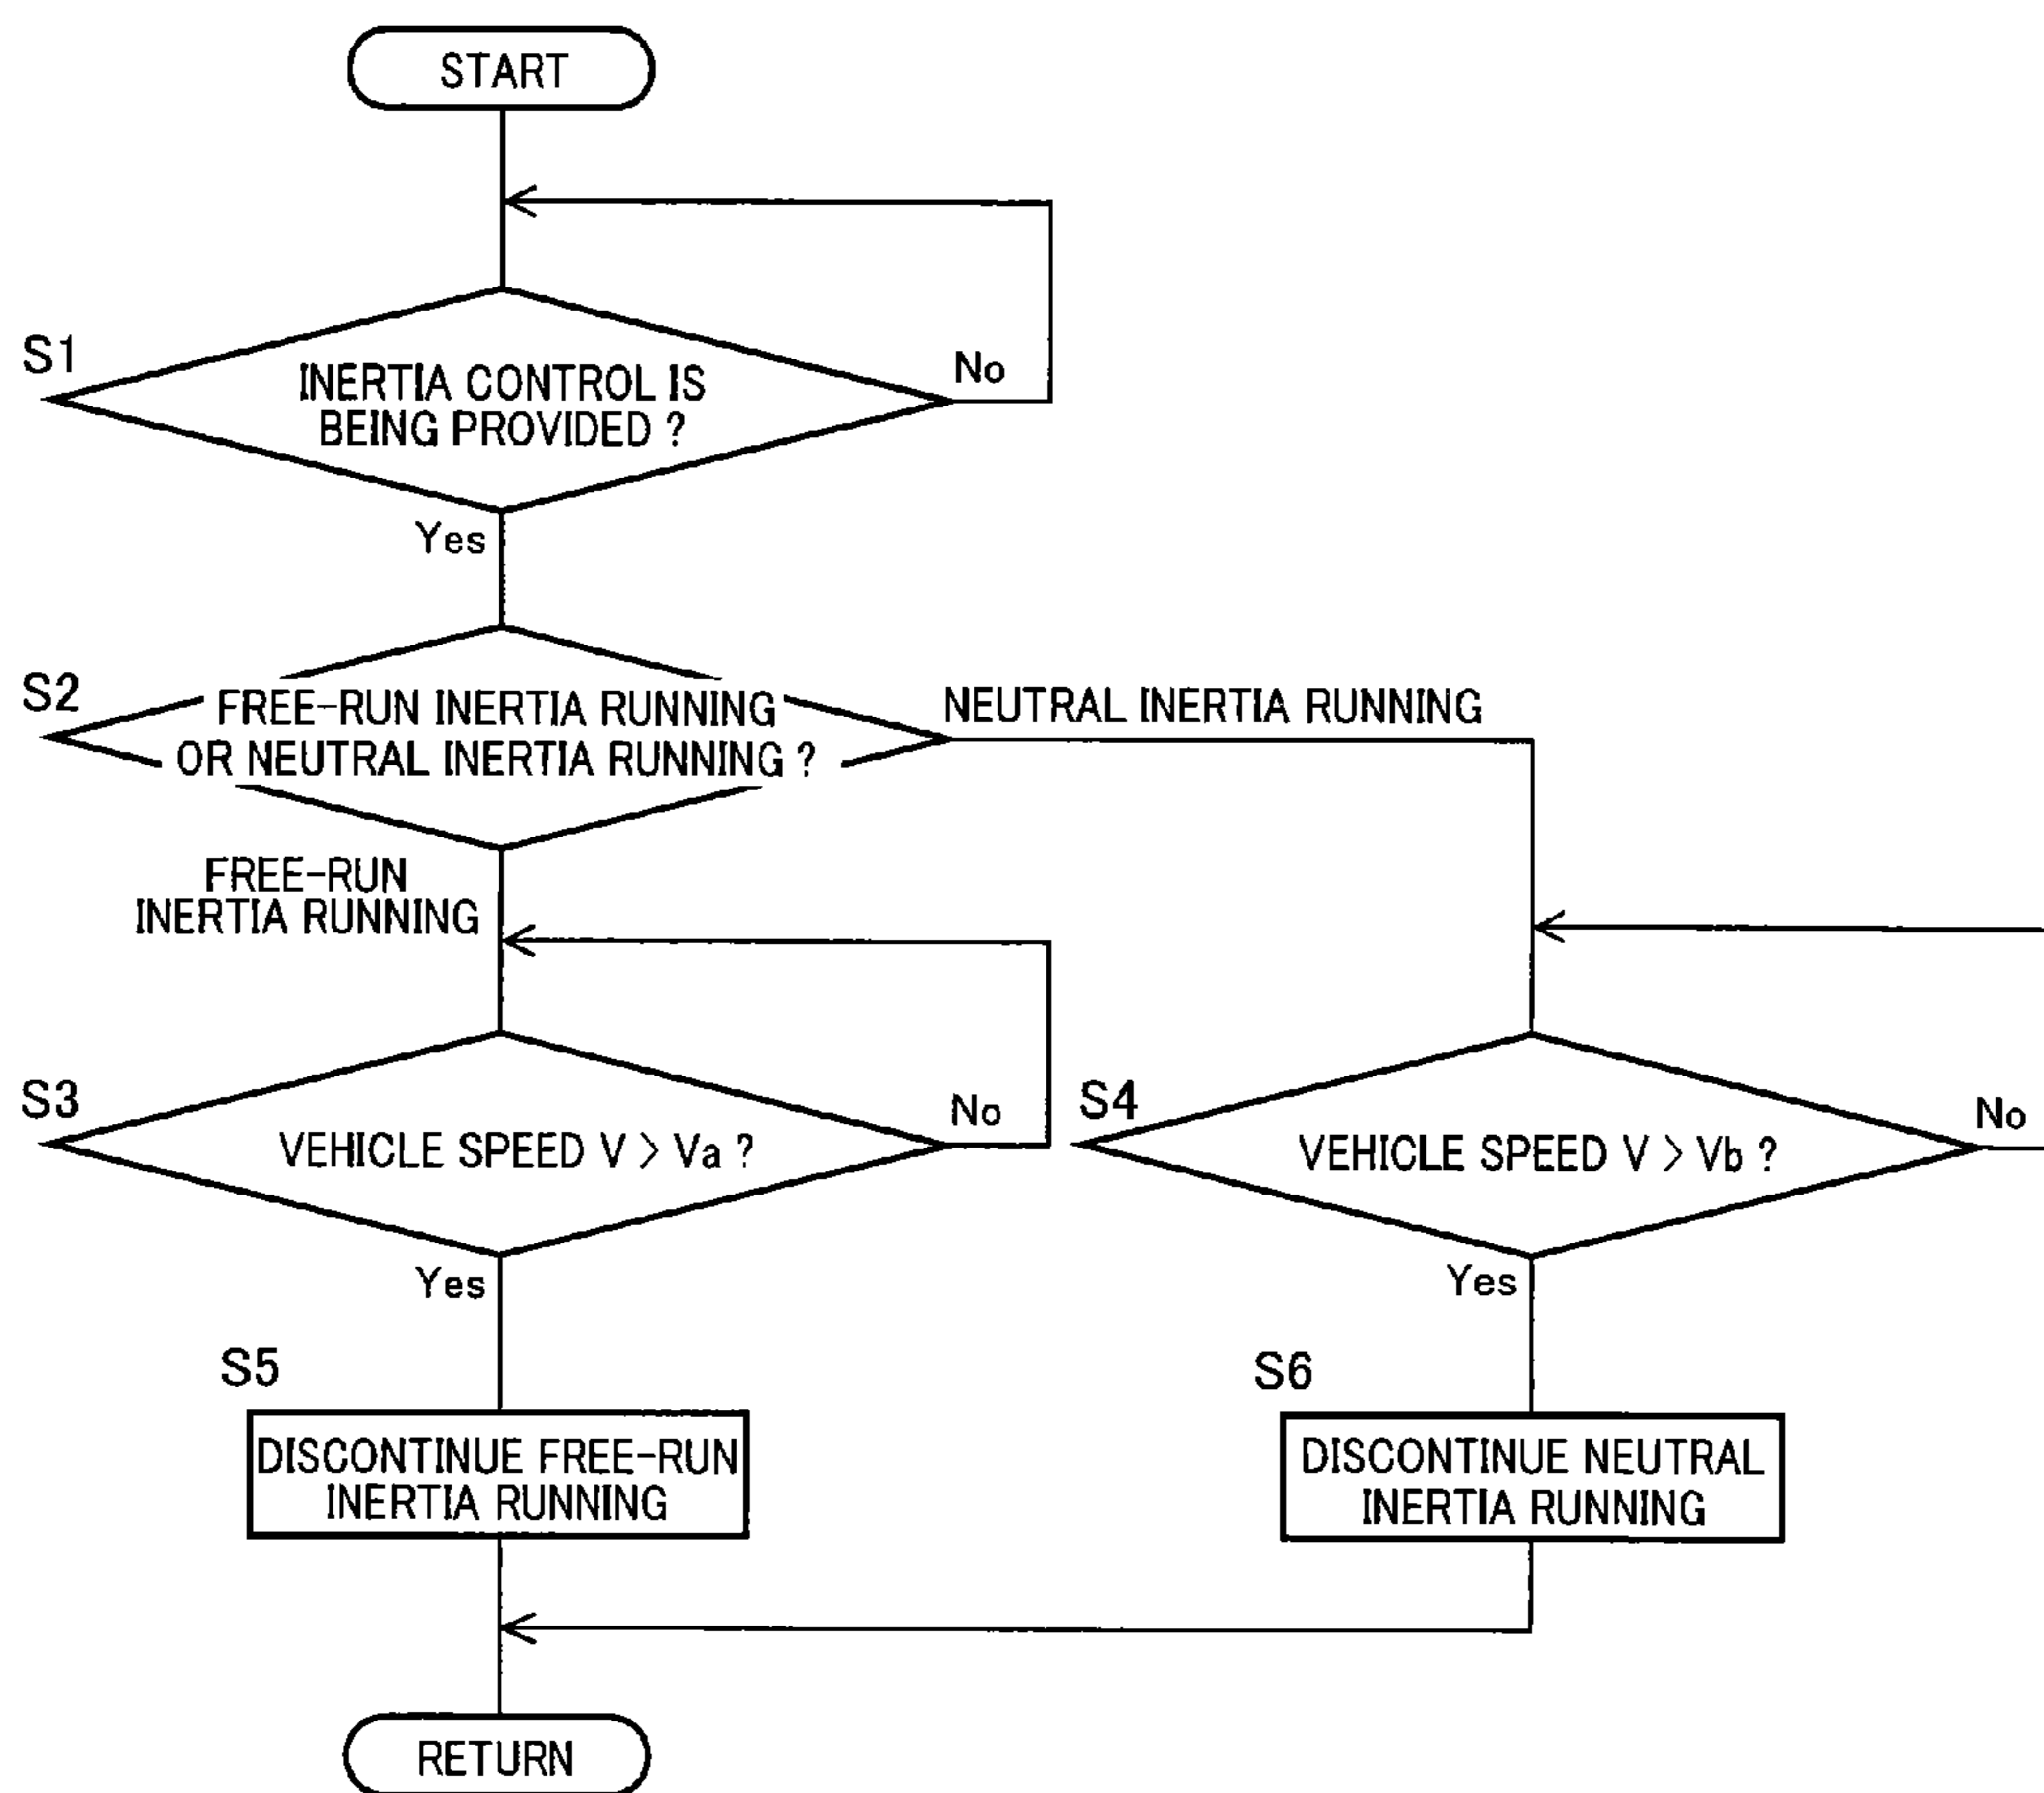 START
S1
INERTIA CONTROL IS
BEING PROVIDED ?
No
Yes
S2
FREE-RUN INERTIA RUNNING
OR NEUTRAL INERTIA RUNNING ?
NEUTRAL INERTIA RUNNING
FREE-RUN
INERTIA RUNNING
S3
VEHICLE SPEED V > Va ?
No
Yes
S4
VEHICLE SPEED V > Vb ?
No
Yes
S5
DISCONTINUE FREE-RUN
INERTIA RUNNING
S6
DISCONTINUE NEUTRAL
INERTIA RUNNING
RETURN